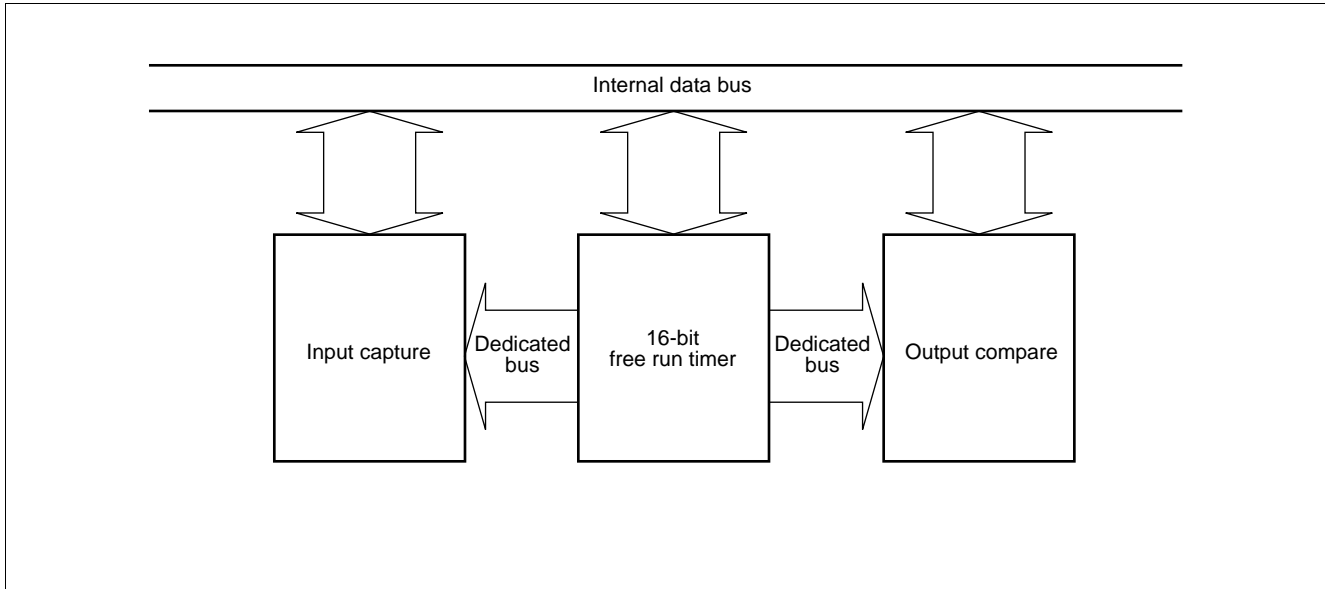 Internal data bus
Input capture
Dedicated
bus
16-bit
free run timer
Dedicated
bus
Output compare